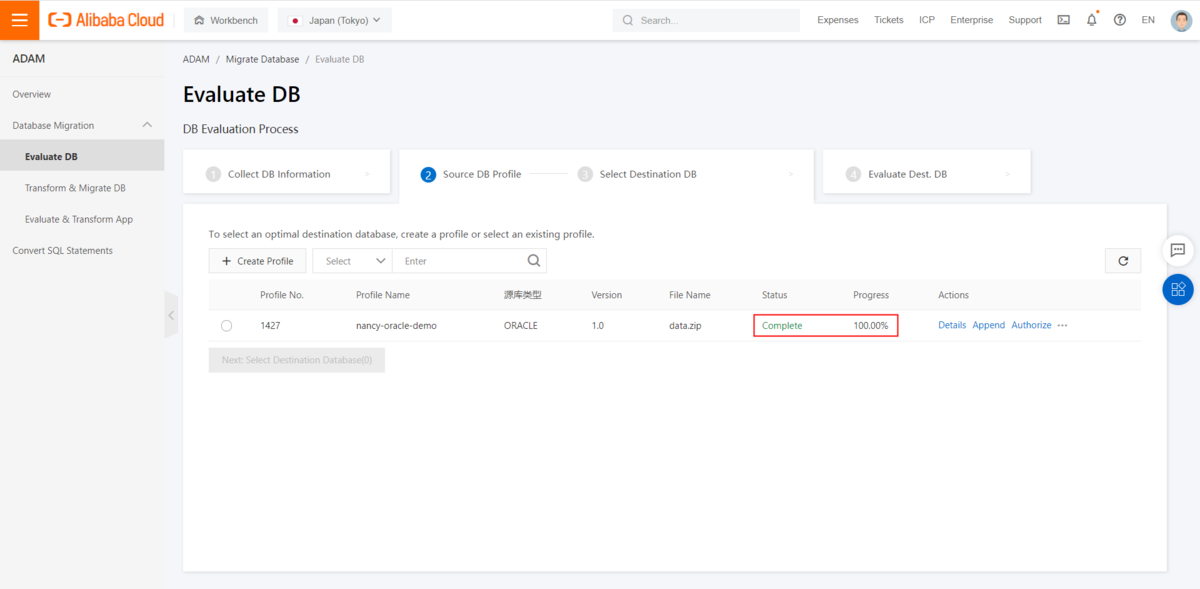 Alibaba Cloud Workbench Japan (Tokyo) Search... Expenses Tickets ICP Enterprise Support EN
ADAM
ADAM / Migrate Database / Evaluate DB
Overview
Evaluate DB
Database Migration
DB Evaluation Process
Evaluate DB
1 Collect DB Information 2 Source DB Profile 3 Select Destination DB 4 Evaluate Dest. DB
Transform & Migrate DB
Evaluate & Transform App
To select an optimal destination database, create a profile or select an existing profile.
Convert SQL Statements
+ Create Profile Select Enter
Profile No. Profile Name 源库类型 Version File Name Status Progress Actions
1427 nancy-oracle-demo ORACLE 1.0 data.zip Complete 100.00% Details Append Authorize
Next: Select Destination Database(0)